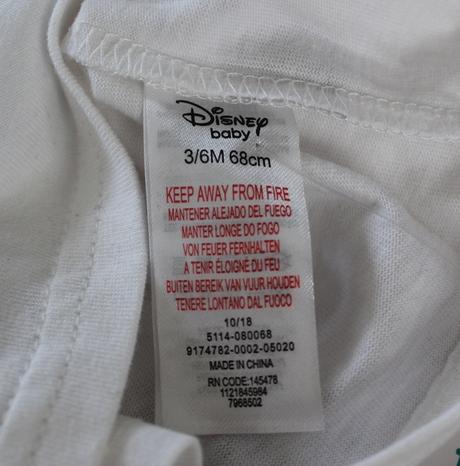 Disney
baby
3/6M 68cm
KEEP AWAY FROM FIRE
MANTENER ALEJADO DEL FUEGO
MANTER LONGE DO FOGO
VON FEUER FERNHALTEN
A TENIR ÉLOIGNÉ DU FEU
BUITEN BEREIK VAN VUUR HOUDEN
TENERE LONTANO DAL FUOCO
10/18
5114-080068
9174782-0002-05020
MADE IN CHINA
RN CODE:145478
1121845984
7968502